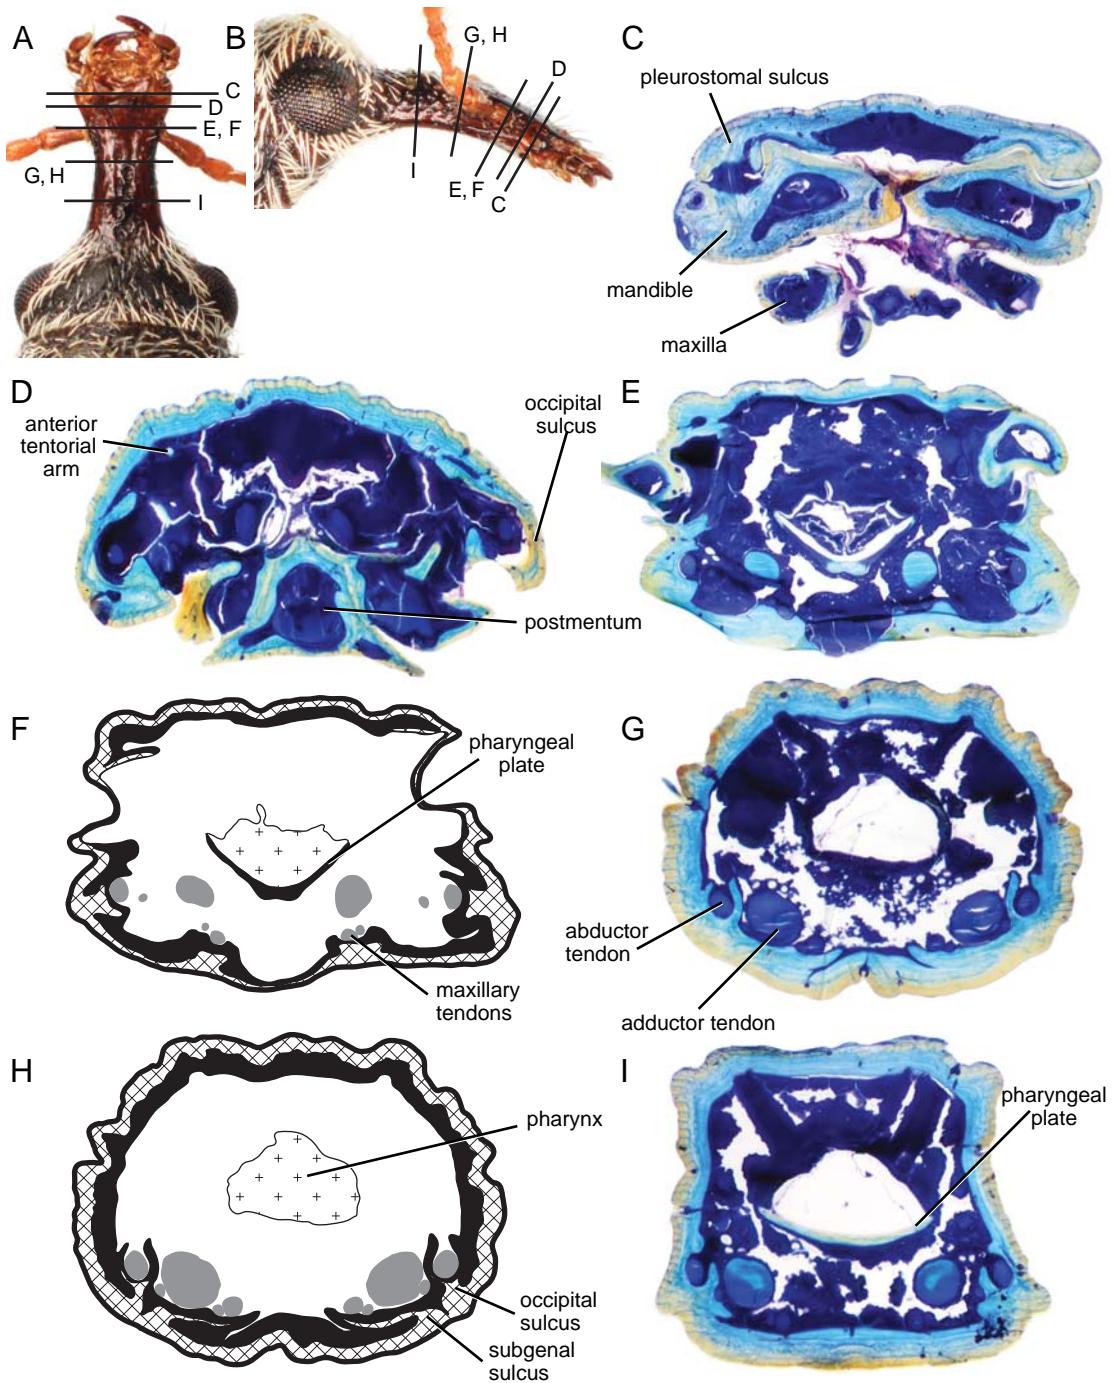 A
B
C
D
E, F
G, H
I
G, H
D
I
E, F
C
C
pleurostomal sulcus
mandible
maxilla
D
anterior
tentorial
arm
occipital
sulcus
postmentum
E
F
pharyngeal
plate
maxillary
tendons
G
abductor
tendon
adductor tendon
H
pharynx
occipital
sulcus
subgenal
sulcus
I
pharyngeal
plate